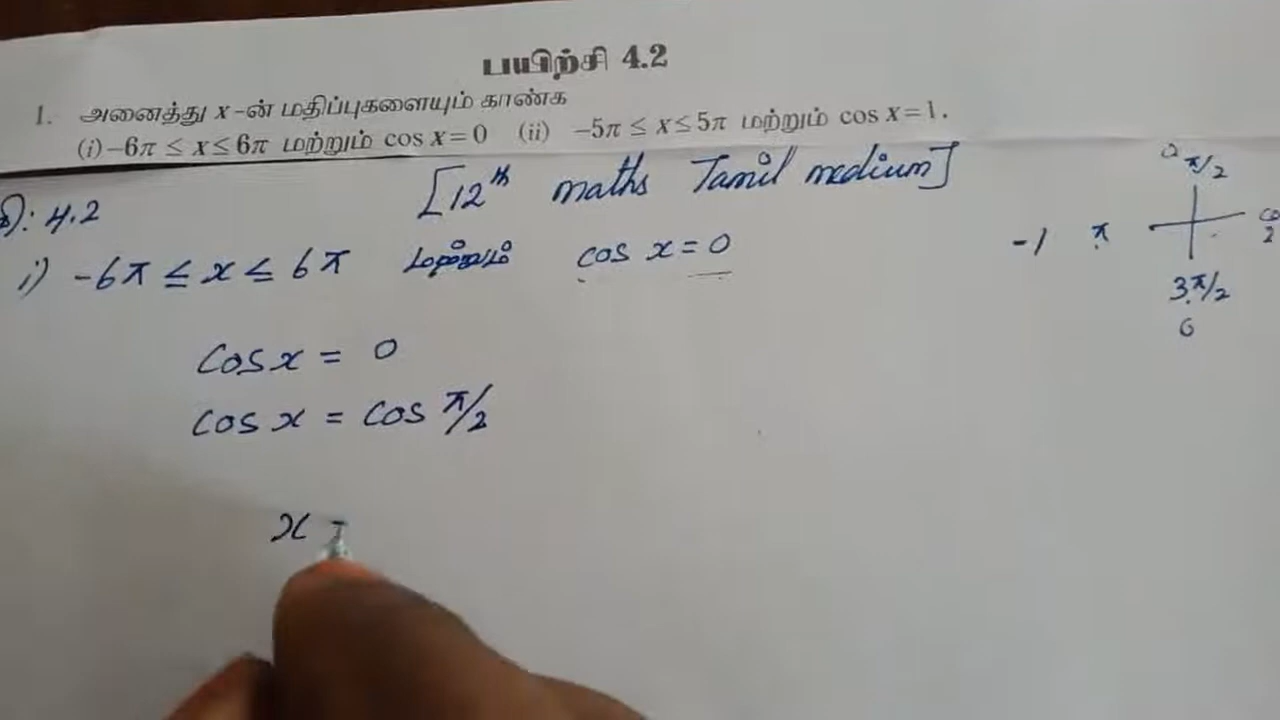 பயிற்சி 4.2
1. அனைத்து x-ன் மதிப்புகளையும் காண்க
(i) -6π ≤ x ≤ 6π மற்றும் cos x = 0 (ii) -5π ≤ x ≤ 5π மற்றும் cos x = 1.
[12th maths Tamil medium]
4.2
i) -6π ≤ x ≤ 6π மற்றும் cos x = 0
π/2
-1 π
3π/2
cos x = 0
cos x = cos π/2
x